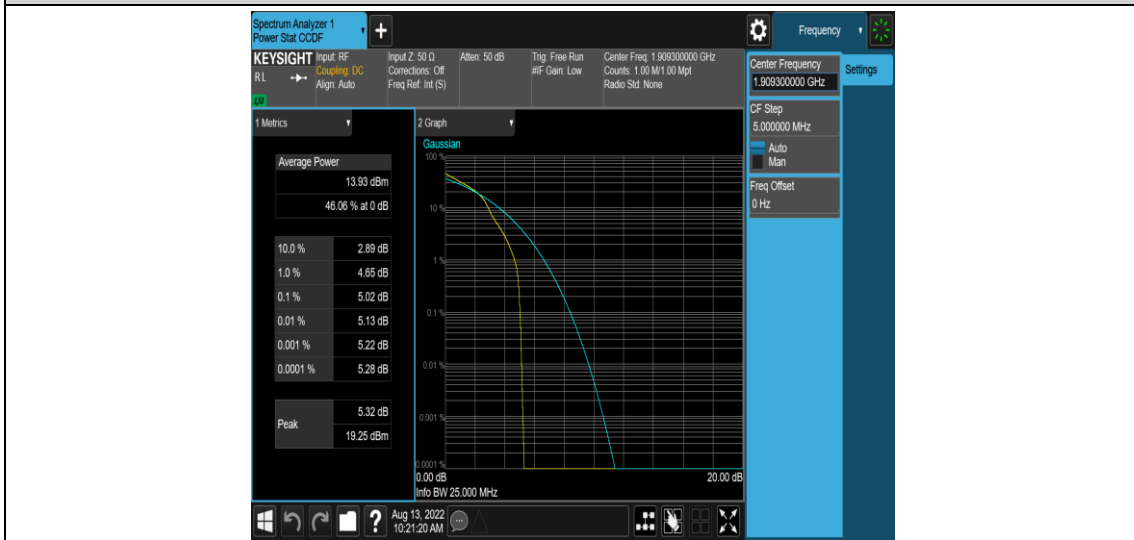 Spectrum Analyzer 1
Power Stat CCDF
+
Frequency
KEYSIGHT
RL
LXI
Input: RF
Coupling: DC
Align: Auto
Input Z: 50 Ω
Corrections: Off
Freq Ref: Int (S)
Atten: 50 dB
Trig: Free Run
#IF Gain: Low
Center Freq: 1.909300000 GHz
Counts: 1.00 M/1.00 Mpt
Radio Std: None
Center Frequency
1.909300000 GHz
Settings
CF Step
5.000000 MHz
Auto
Man
Freq Offset
0 Hz
1 Metrics
Average Power
13.93 dBm
46.06 % at 0 dB
10.0 % 2.89 dB
1.0 % 4.65 dB
0.1 % 5.02 dB
0.01 % 5.13 dB
0.001 % 5.22 dB
0.0001 % 5.28 dB
Peak
5.32 dB
19.25 dBm
2 Graph
Gaussian
100 %
10 %
1 %
0.1 %
0.01 %
0.001 %
0.0001 %
0.00 dB 20.00 dB
Info BW 25.000 MHz
?
Aug 13, 2022
10:21:20 AM